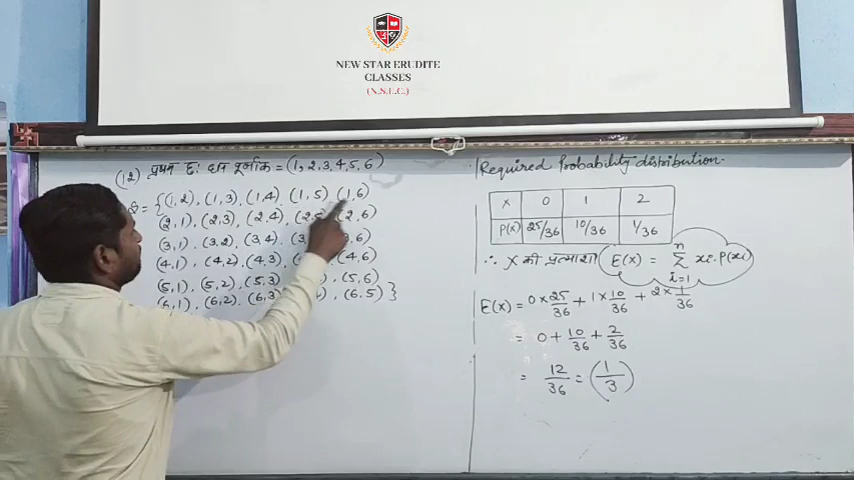 NEW STAR ERUDITE
CLASSES
(N.S.E.C.)
(12) प्रथम छः धन पूर्णांक = (1, 2, 3, 4, 5, 6)
S = { (1, 2), (1, 3), (1, 4), (1, 5) (1, 6)
(2, 1), (2, 3), (2, 4), (2, 5 (2, 6)
(3, 1), (3, 2), (3, 4), (3, 3, 6)
(4, 1), (4, 2), (4, 3), (4, 6)
(5, 1), (5, 2), (5, 3) , (5, 6)
(6, 1), (6, 2), (6, 3) , (6. 5) }
Required Probability distribution.
X 0 1 2
P(X) 25/36 10/36 1/36
∴ X की प्रत्याशा E(X) = n Σ i=1 xi. P(xi)
E(X) = 0 × 25/36 + 1 × 10/36 + 2 × 1/36
= 0 + 10/36 + 2/36
= 12/36 = (1/3)